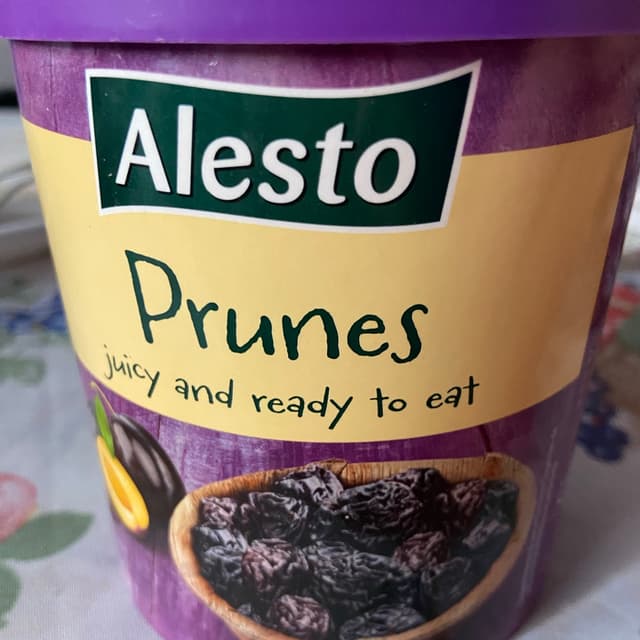 Alesto
Prunes
juicy and ready to eat